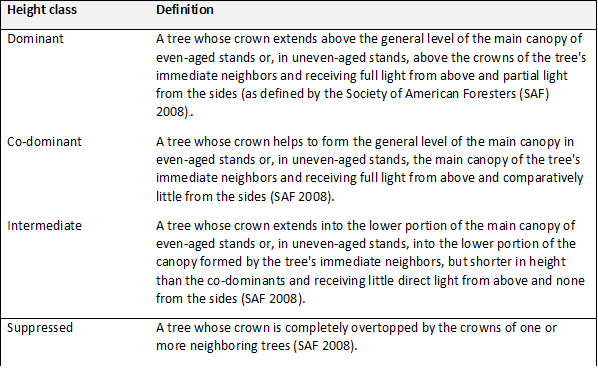 Height class Definition
Dominant A tree whose crown extends above the general level of the main canopy of
even-aged stands or, in uneven-aged stands, above the crowns of the tree's
immediate neighbors and receiving full light from above and partial light
from the sides (as defined by the Society of American Foresters (SAF)
2008)..
Co-dominant A tree whose crown helps to form the general level of the main canopy in
even-aged stands or, in uneven-aged stands, the main canopy of the tree's
immediate neighbors and receiving full light from above and comparatively
little from the sides (SAF 2008).
Intermediate A tree whose crown extends into the lower portion of the main canopy of
even-aged stands or, in uneven-aged stands, into the lower portion of the
canopy formed by the tree's immediate neighbors, but shorter in height
than the co-dominants and receiving little direct light from above and none
from the sides (SAF 2008).
Suppressed A tree whose crown is completely overtopped by the crowns of one or
more neighboring trees (SAF 2008).